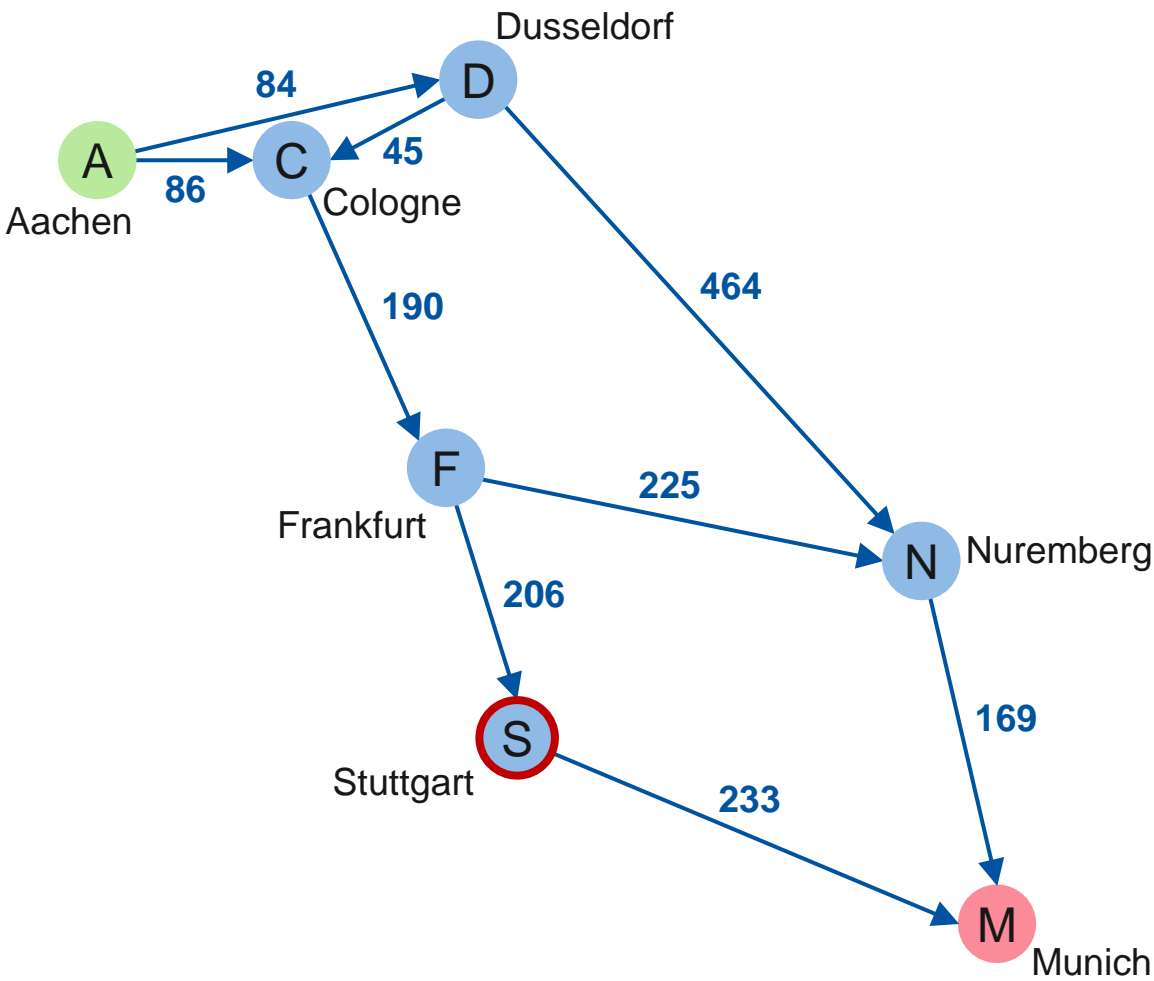 Dusseldorf
D
84
A
C
45
86
Cologne
Aachen
464
190
F
225
Frankfurt
N
Nuremberg
206
169
S
Stuttgart
233
M
Munich